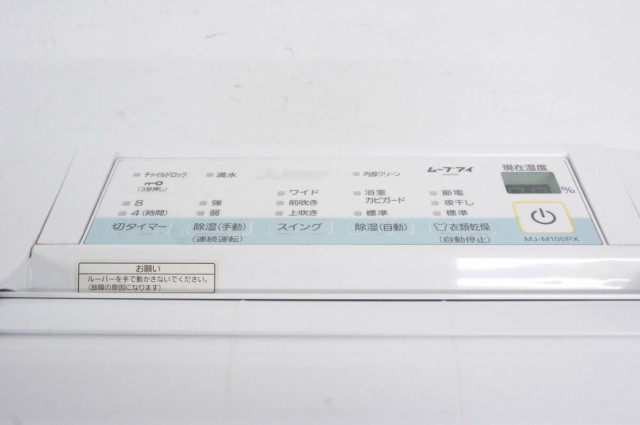 チャイルドロック
(3秒押し)
満水
内部クリーン
ムーブアイ
現在湿度
%
8
4(時間)
強
弱
ワイド
前吹き
上吹き
浴室
カビガード
標準
節電
夜干し
標準
切タイマー
除湿(手動)
(連続運転)
スイング
除湿(自動)
衣類乾燥
(自動停止)
MJ-M100PX
お願い
ルーバーを手で動かさないでください。
(故障の原因になります)